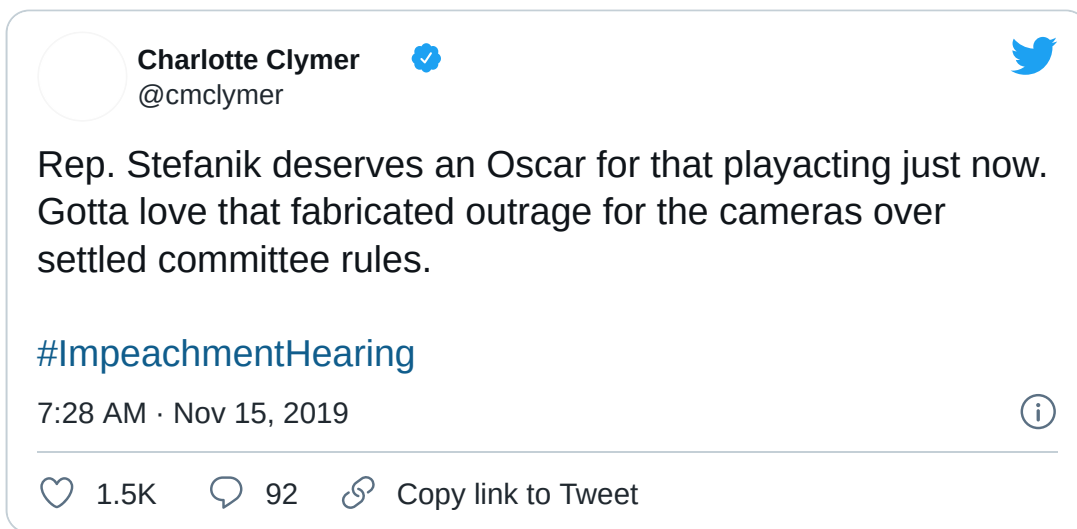 Charlotte Clymer
@cmclymer
Rep. Stefanik deserves an Oscar for that playacting just now.
Gotta love that fabricated outrage for the cameras over
settled committee rules.
#ImpeachmentHearing
7:28 AM · Nov 15, 2019
1.5K 92 Copy link to Tweet